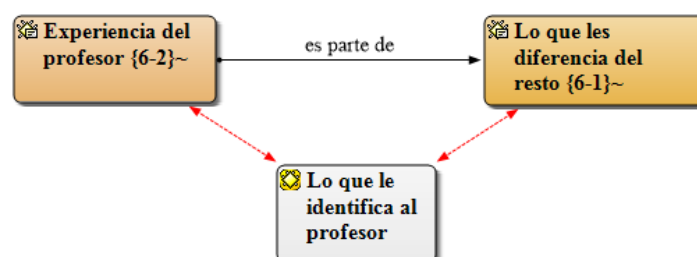 Experiencia del
profesor {6-2}~
es parte de
Lo que les
diferencia del
resto {6-1}~
Lo que le
identifica al
profesor